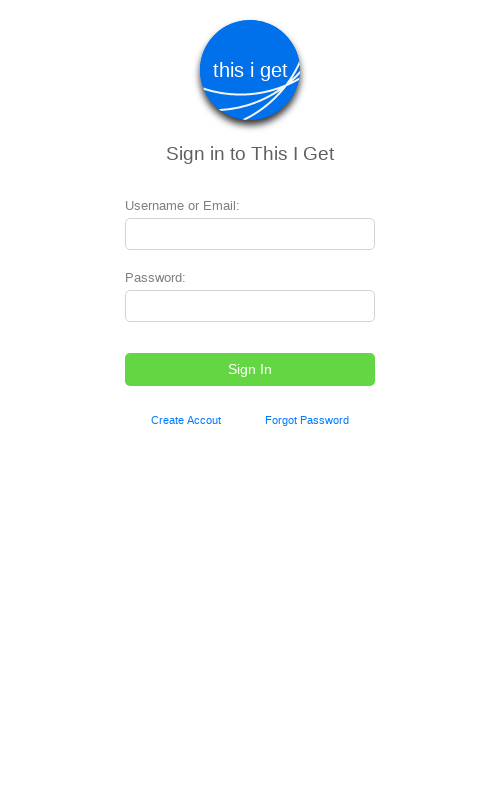 this i get
Sign in to This I Get
Username or Email:
Password:
Sign In
Create Accout
Forgot Password